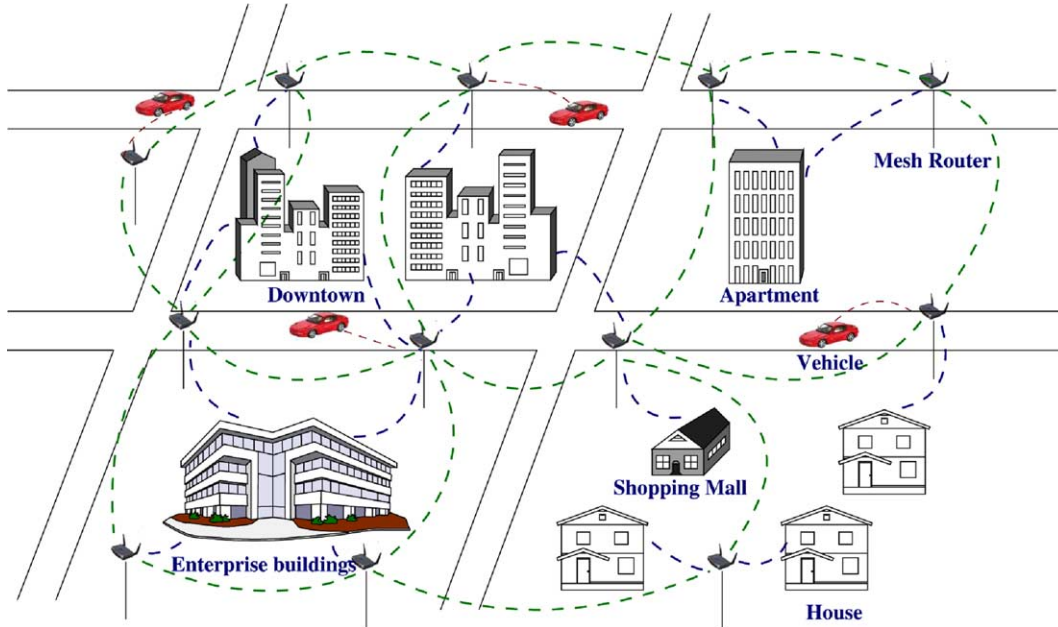 Mesh Router
Downtown
Apartment
Vehicle
Shopping Mall
Enterprise buildings
House